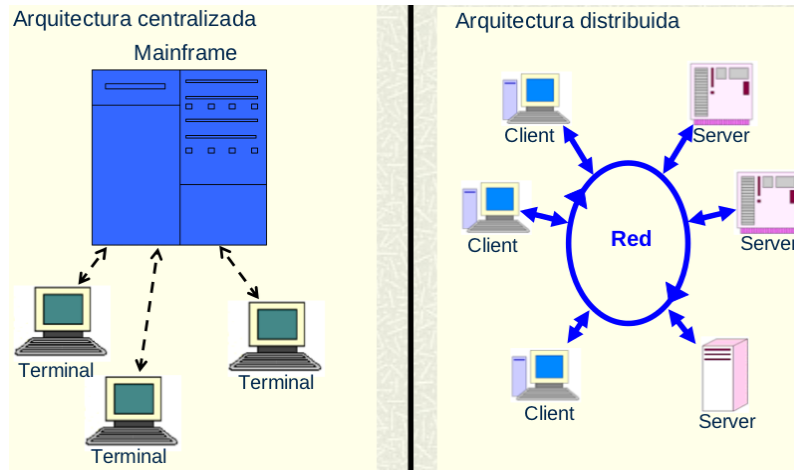 Arquitectura centralizada
Mainframe
Terminal
Terminal
Terminal
Arquitectura distribuida
Client
Server
Client
Red
Server
Client
Server